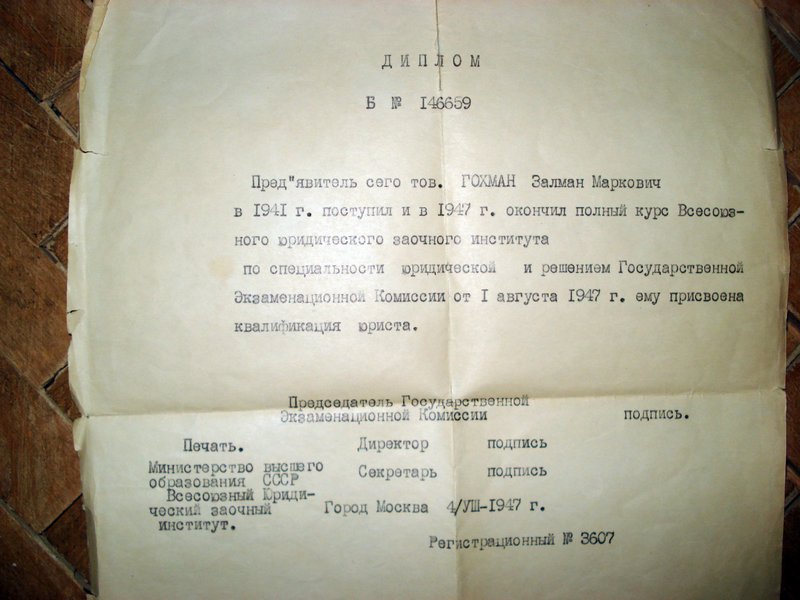 ДИПЛОМ
Б № 146659
Пред"явитель сего тов. ГОХМАН Залман Маркович
в 1941 г. поступил и в 1947 г. окончил полный курс Всесоюз-
ного юридического заочного института
по специальности юридической и решением Государственной
Экзаменационной Комиссии от I августа 1947 г. ему присвоена
квалификация юриста.
Председатель Государственной
Экзаменационной Комиссии подпись.
Печать. Директор подпись
Министерство высшего
образования СССР Секретарь подпись
Всесоюзный Юриди-
ческий заочный Город Москва 4/УШ-1947 г.
институт.
Регистрационный № 3607